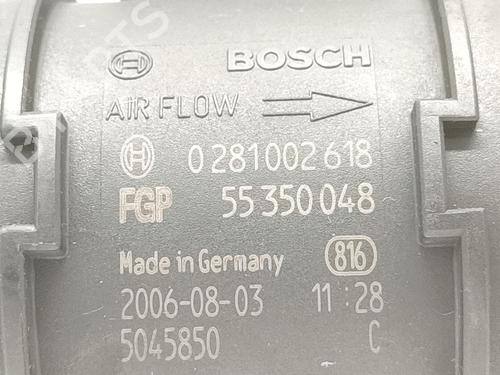 BOSCH
AIR FLOW
0 281 002 618
FGP 55 350 048
Made in Germany 816
2006-08-03 11:28
5045850 C